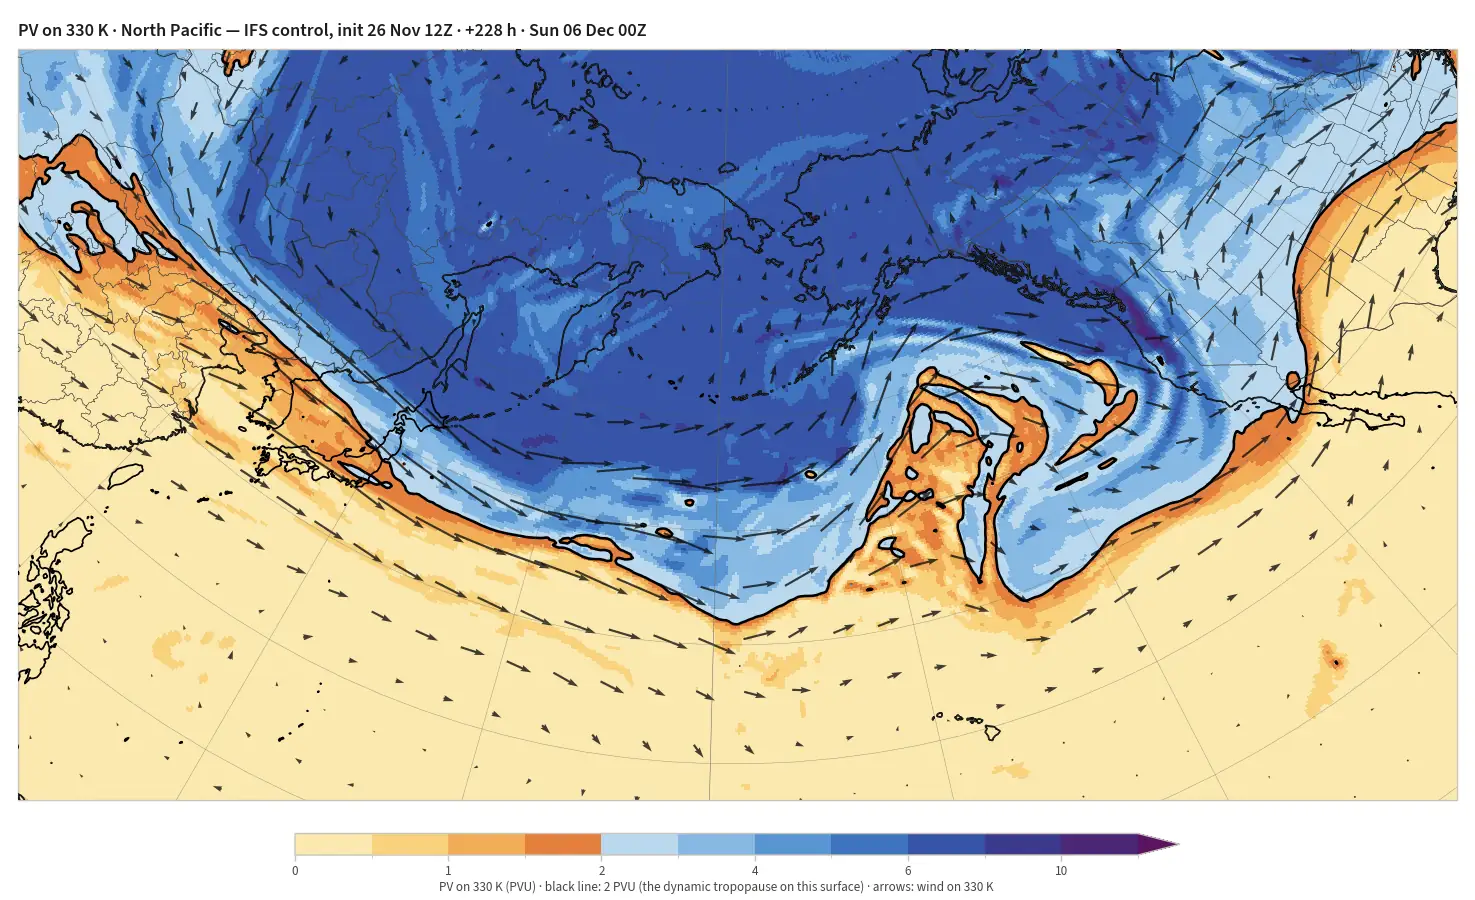 PV on 330 K · North Pacific — IFS control, init 26 Nov 12Z · +228 h · Sun 06 Dec 00Z
0 1 2 4 6 10
PV on 330 K (PVU) · black line: 2 PVU (the dynamic tropopause on this surface) · arrows: wind on 330 K